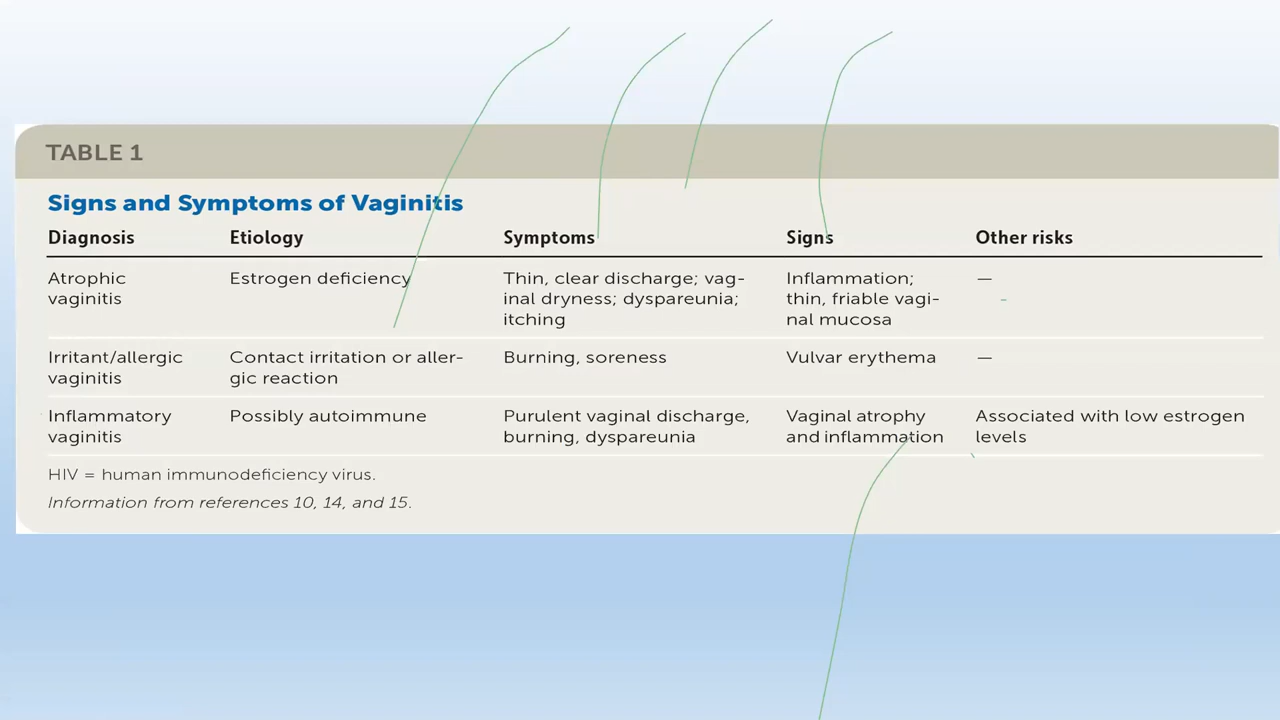 TABLE 1
Signs and Symptoms of Vaginitis
Diagnosis Etiology Symptoms Signs Other risks
Atrophic Estrogen deficiency Thin, clear discharge; vag- Inflammation; —
vaginitis inal dryness; dyspareunia; thin, friable vagi-
itching nal mucosa
Irritant/allergic Contact irritation or aller- Burning, soreness Vulvar erythema —
vaginitis gic reaction
Inflammatory Possibly autoimmune Purulent vaginal discharge, Vaginal atrophy Associated with low estrogen
vaginitis burning, dyspareunia and inflammation levels
HIV = human immunodeficiency virus.
Information from references 10, 14, and 15.